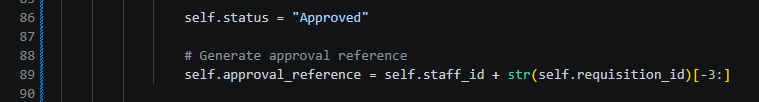 86 self.status = "Approved"
87
88 # Generate approval reference
89 self.approval_reference = self.staff_id + str(self.requisition_id)[-3:]
90